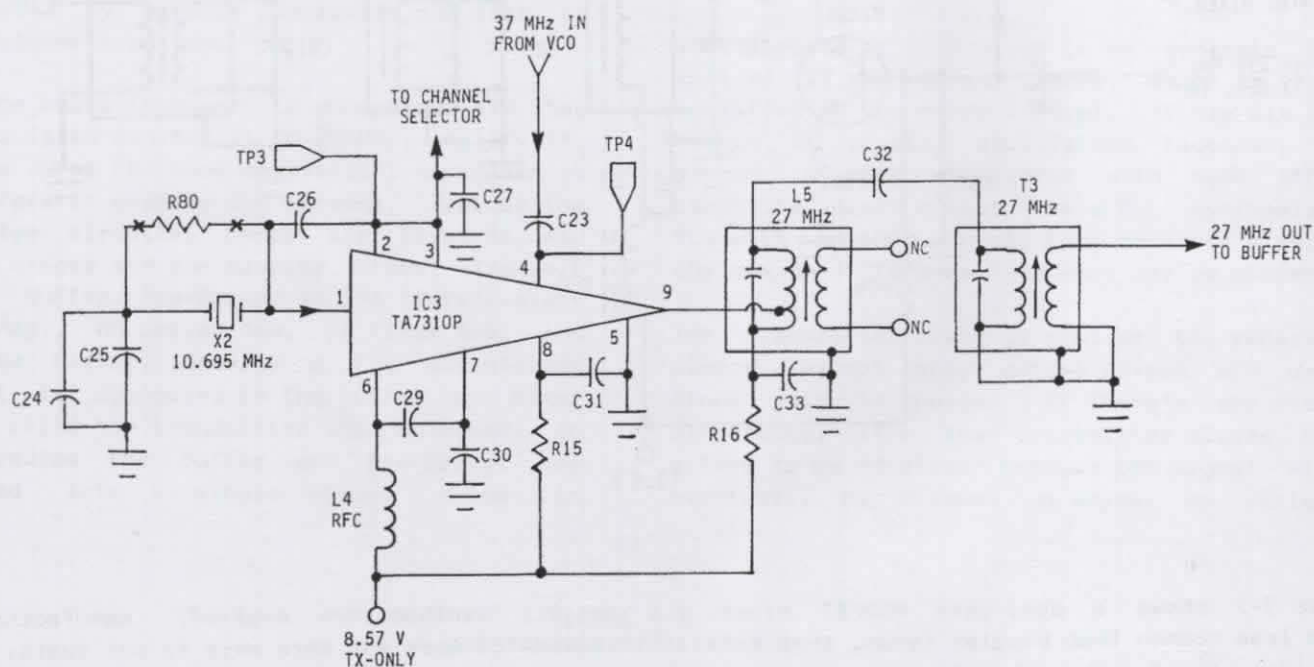 37 MHz IN
FROM VCO
TO CHANNEL
SELECTOR
TP3
TP4
C32
R80
C26
C27
C23
L5
27 MHz
T3
27 MHz
NC
27 MHz OUT
TO BUFFER
2
3
4
1
IC3
TA7310P
9
NC
X2
10.695 MHz
C25
C24
5
8
7
6
C29
C31
C33
C30
R15
R16
L4
RFC
8.57 V
TX-ONLY